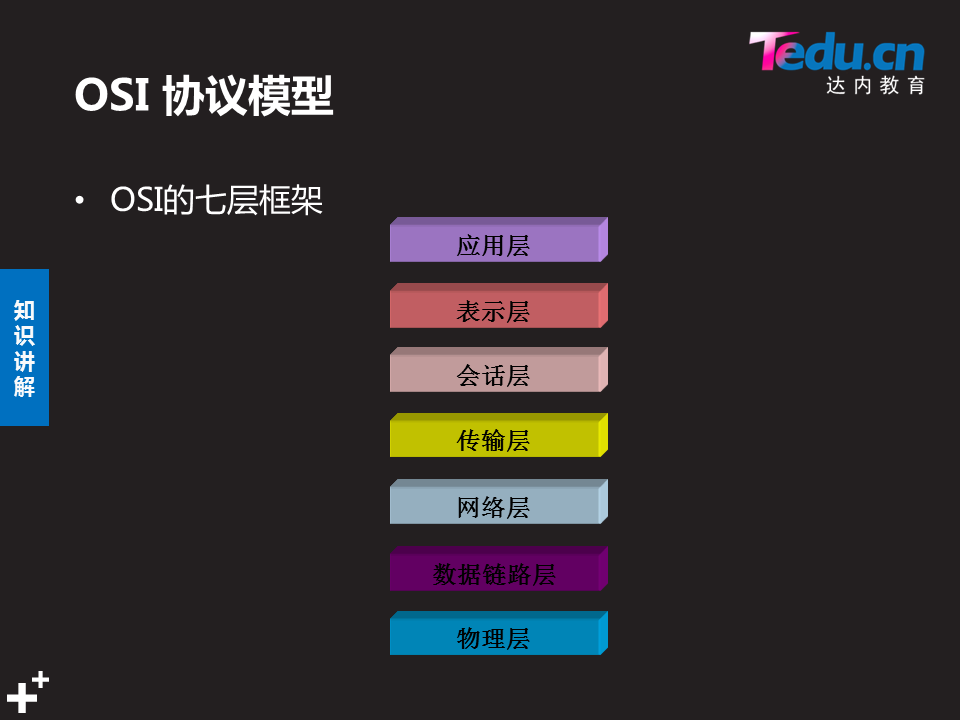 Tedu.cn
达内教育
OSI 协议模型
• OSI的七层框架
应用层
表示层
会话层
传输层
网络层
数据链路层
物理层
知识讲解